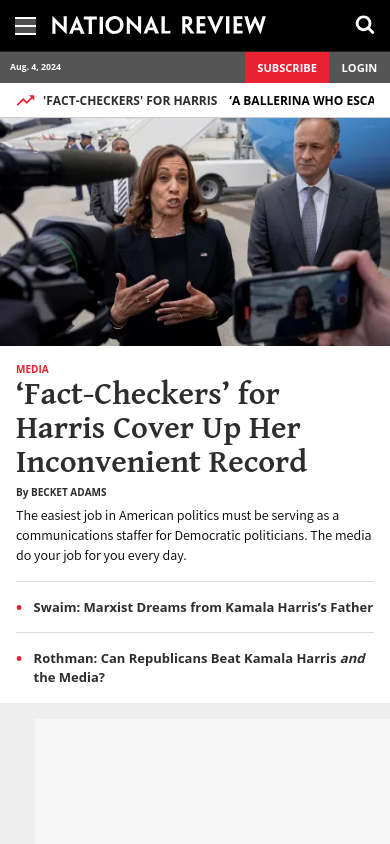 NATIONAL REVIEW
Aug. 4, 2024
SUBSCRIBE
LOGIN
'FACT-CHECKERS' FOR HARRIS
‘A BALLERINA WHO ESCA
MEDIA
‘Fact-Checkers’ for
Harris Cover Up Her
Inconvenient Record
By BECKET ADAMS
The easiest job in American politics must be serving as a
communications staffer for Democratic politicians. The media
do your job for you every day.
• Swaim: Marxist Dreams from Kamala Harris’s Father
• Rothman: Can Republicans Beat Kamala Harris and
the Media?